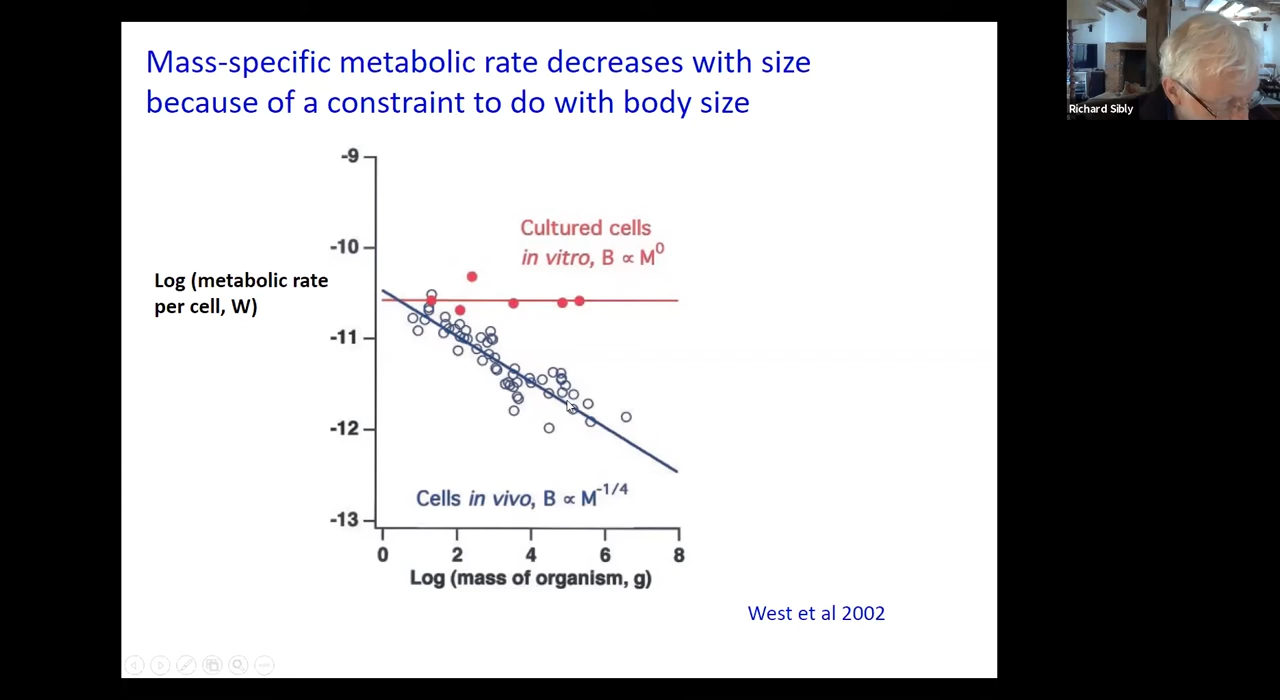 Mass-specific metabolic rate decreases with size
because of a constraint to do with body size
Richard Sibly
-9
-10
-11
-12
-13
Log (metabolic rate
per cell, W)
Cultured cells
in vitro, B ∝ M⁰
Cells in vivo, B ∝ M⁻¹/⁴
0 2 4 6 8
Log (mass of organism, g)
West et al 2002